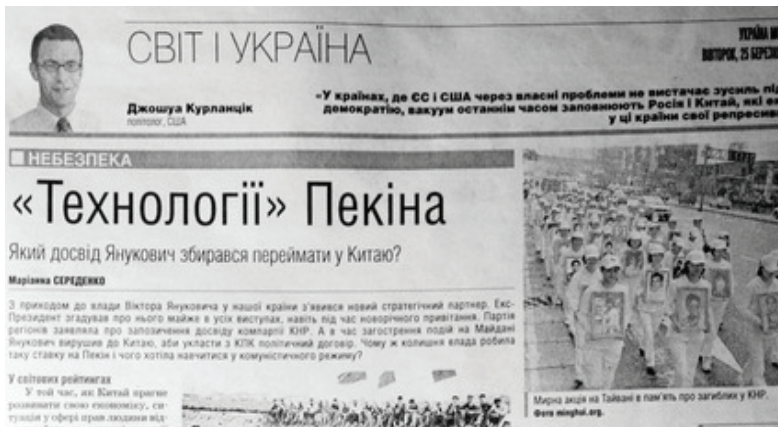 СВІТ І УКРАЇНА
ВІВТОРОК, 25
Джошуа Курланцік
політолог, США
«У країнах, де ЄС і США через власні проблеми не вистачає зусиль
демократію, вакуум останнім часом заповнюють Росія і Китай, які
у ці країни свої
НЕБЕЗПЕКА
«Технології» Пекіна
Який досвід Янукович збирався переймати у Китаю?
Маріанна СЕРЕДЕНКО
З приходом до влади Віктора Януковича у нашої країни з'явився новий стратегічний партнер. Екс-
Президент згадував про нього майже в усіх виступах, навіть під час новорічного привітання. Партія
регіонів заявляла про запозичення досвіду компартії КНР. А в час загострення подій на Майдані
Янукович вирушив до Китаю, аби укласти з КПК політичний договір. Чому ж колишня влада робила
таку ставку на Пекін і чого хотіла навчитися у комуністичного режиму?
У світових рейтингах
У той час, як Китай прагне
розвивати свою економіку, си-
туація у сфері прав людини від-
Мирна акція на Тайвані в пам'ять про загиблих у КНР.
Фото minghui.org.